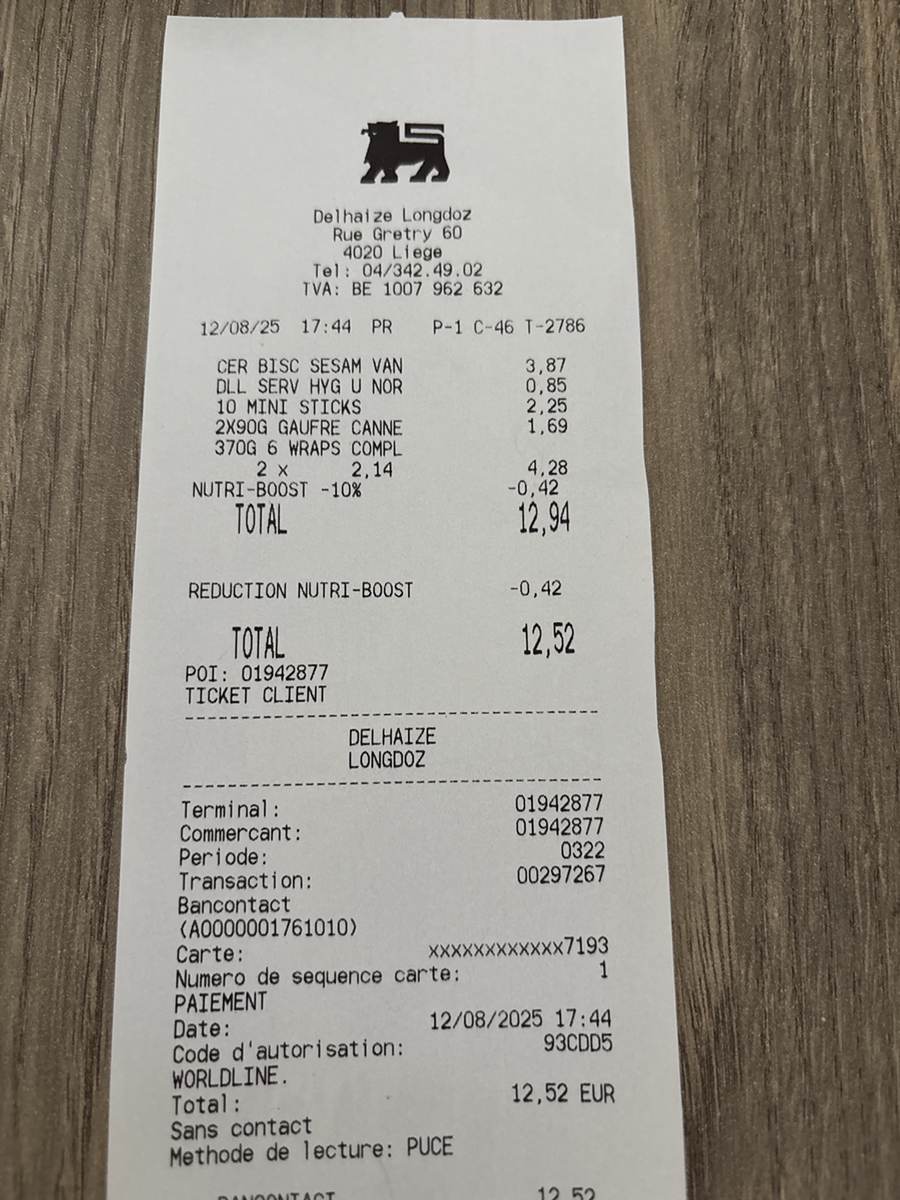 Delhaize Longdoz
Rue Gretry 60
4020 Liege
Tel: 04/342.49.02
TVA: BE 1007 962 632
12/08/25 17:44 PR P-1 C-46 T-2786
CER BISC SESAM VAN 3,87
DLL SERV HYG U NOR 0,85
10 MINI STICKS 2,25
2X90G GAUFRE CANNE 1,69
370G 6 WRAPS COMPL
2 x 2,14 4,28
NUTRI-BOOST -10% -0,42
TOTAL 12,94
REDUCTION NUTRI-BOOST -0,42
TOTAL 12,52
POI: 01942877
TICKET CLIENT
DELHAIZE
LONGDOZ
Terminal: 01942877
Commercant: 01942877
Periode: 0322
Transaction: 00297267
Bancontact
(A0000001761010)
Carte: xxxxxxxxxxxx7193
Numero de sequence carte: 1
PAIEMENT
Date: 12/08/2025 17:44
Code d'autorisation: 93CDD5
WORLDLINE.
Total: 12,52 EUR
Sans contact
Methode de lecture: PUCE
BANCONTACT 12,52